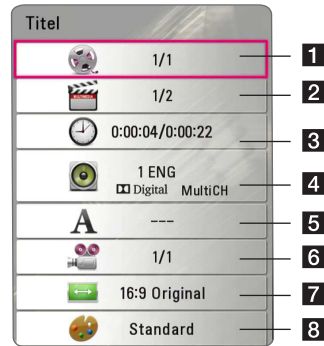 Titel
1/1
1
1/2
2
0:00:04/0:00:22
3
1 ENG
Digital MultiCH
4
A
---
5
1/1
6
16:9 Original
7
Standard
8